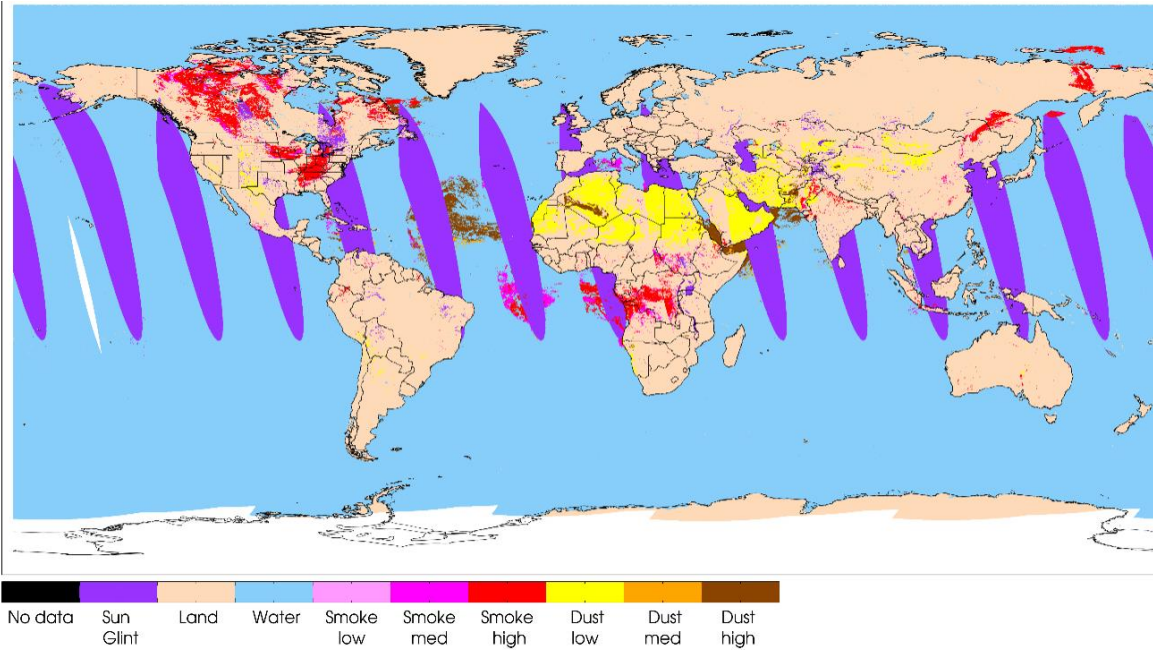 No data Sun Land Water Smoke Smoke Smoke Dust Dust Dust
Glint low med high low med high